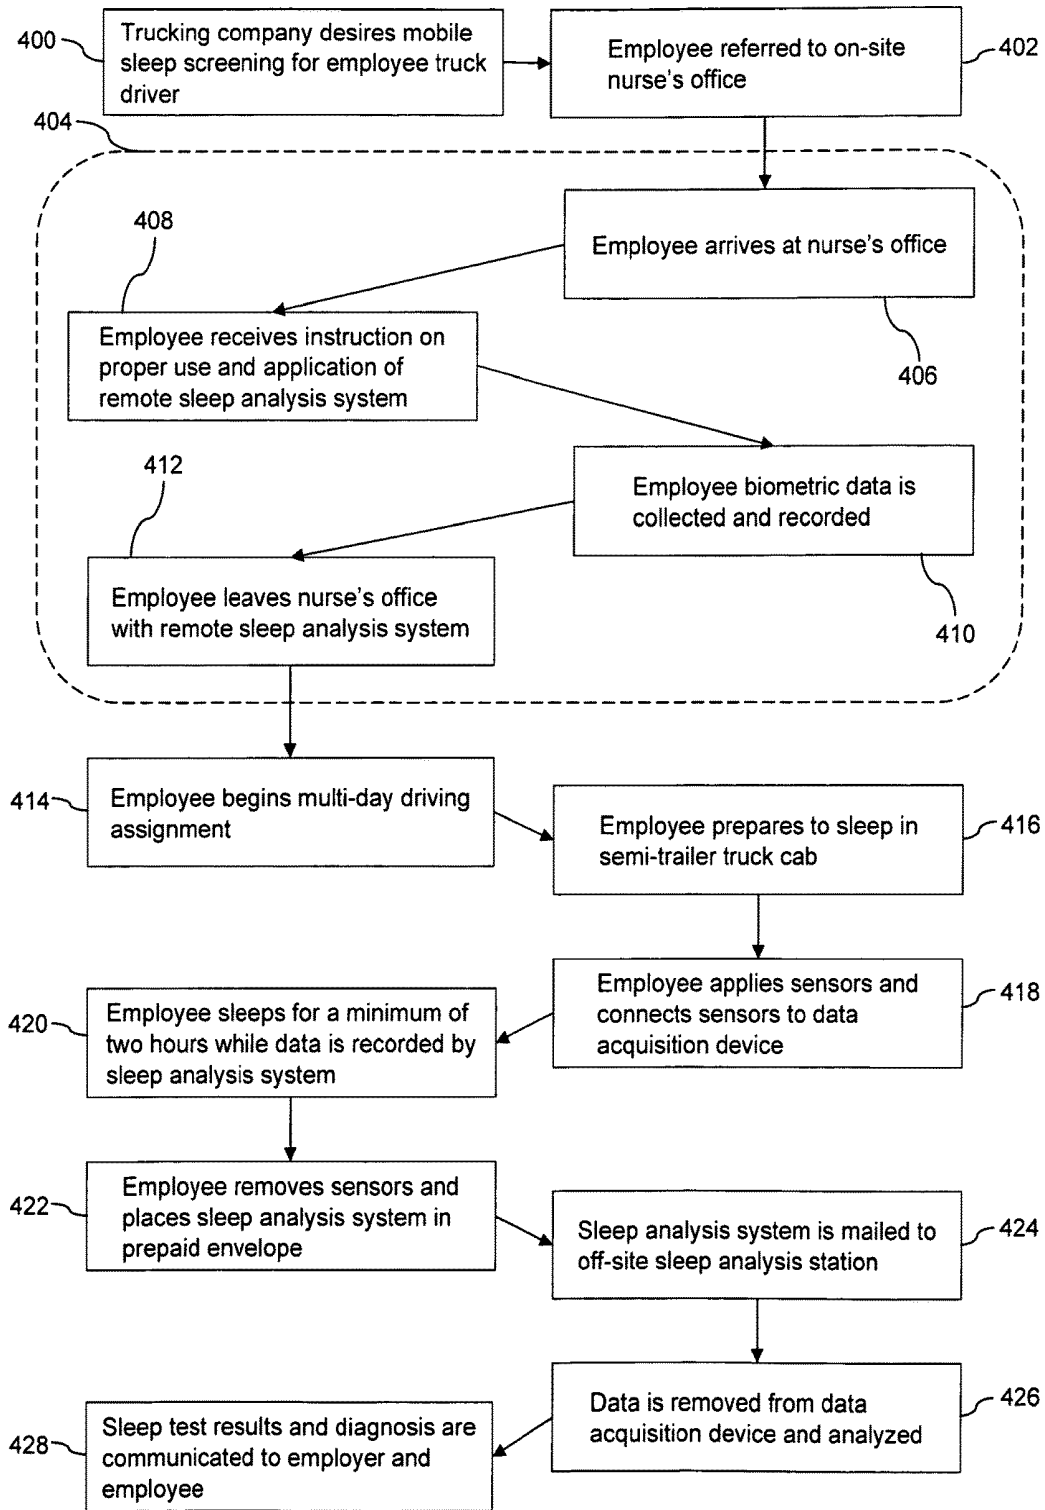 400
Trucking company desires mobile
sleep screening for employee truck
driver
Employee referred to on-site
nurse's office
402
404
Employee arrives at nurse's office
406
408
Employee receives instruction on
proper use and application of
remote sleep analysis system
Employee biometric data is
collected and recorded
410
412
Employee leaves nurse's office
with remote sleep analysis system
414
Employee begins multi-day driving
assignment
Employee prepares to sleep in
semi-trailer truck cab
416
Employee applies sensors and
connects sensors to data
acquisition device
418
420
Employee sleeps for a minimum of
two hours while data is recorded by
sleep analysis system
422
Employee removes sensors and
places sleep analysis system in
prepaid envelope
Sleep analysis system is mailed to
off-site sleep analysis station
424
Data is removed from data
acquisition device and analyzed
426
428
Sleep test results and diagnosis are
communicated to employer and
employee